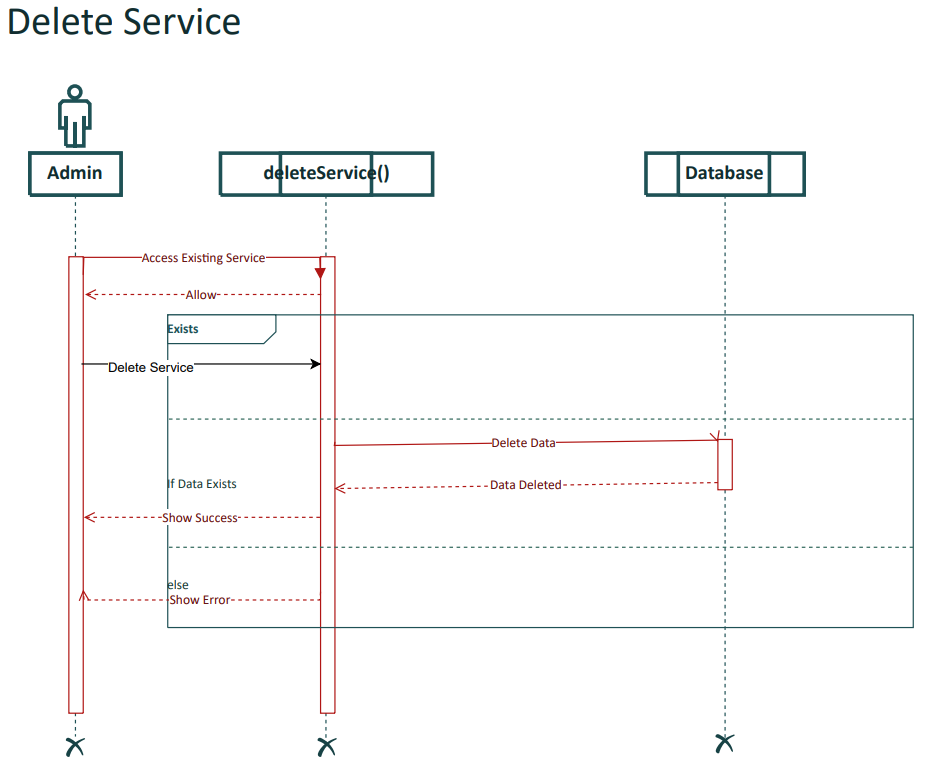 Delete Service
Admin
deleteService()
Database
Access Existing Service
Allow
Exists
Delete Service
Delete Data
If Data Exists
Data Deleted
Show Success
else
Show Error